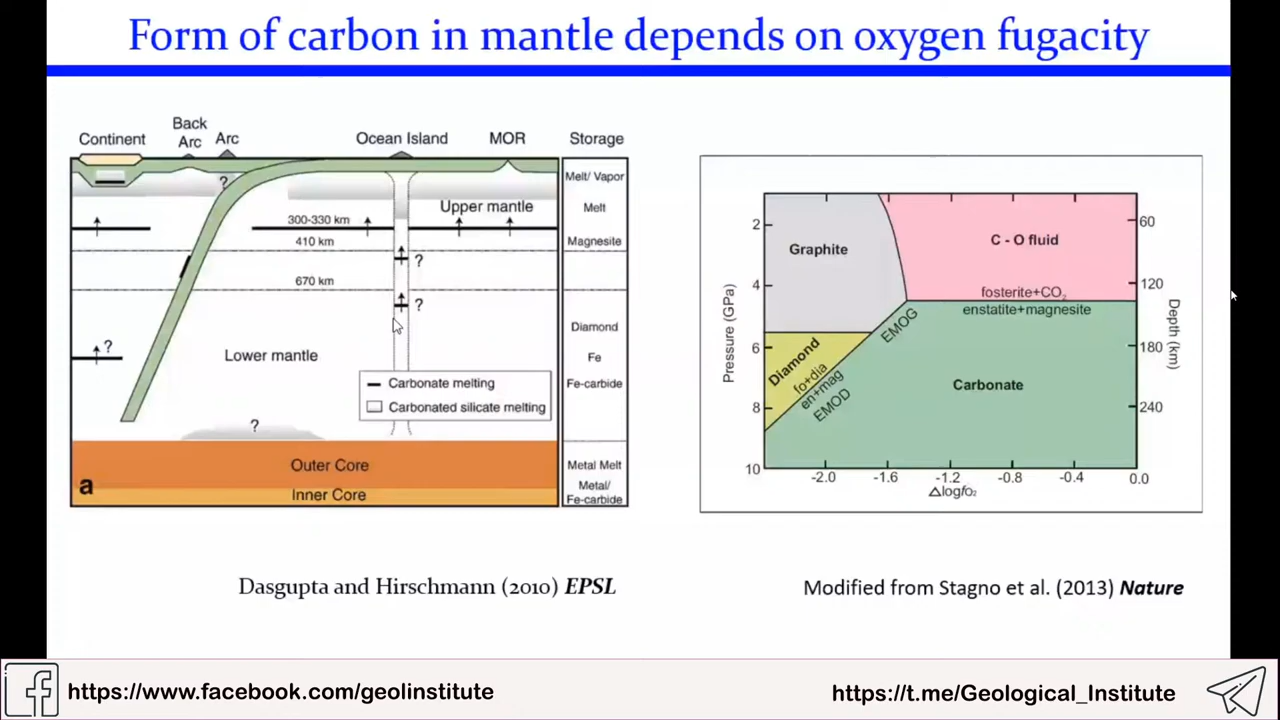 Form of carbon in mantle depends on oxygen fugacity
Continent
Back
Arc
Arc
Ocean Island
MOR
Storage
?
Melt/ Vapor
Upper mantle
Melt
300-330 km
410 km
Magnesite
?
670 km
?
Diamond
?
Lower mantle
Fe
Carbonate melting
Fe-carbide
Carbonated silicate melting
?
Outer Core
Metal Melt
a
Inner Core
Metal/
Fe-carbide
Dasgupta and Hirschmann (2010) EPSL
Pressure (GPa)
2
4
6
8
10
Graphite
C - O fluid
fosterite+CO₂
enstatite+magnesite
EMOG
Diamond
fo+dia
en+mag
EMOD
Carbonate
60
120
180
240
Depth (km)
-2.0 -1.6 -1.2 -0.8 -0.4 0.0
Δlogfo₂
Modified from Stagno et al. (2013) Nature
https://www.facebook.com/geolinstitute
https://t.me/Geological_Institute